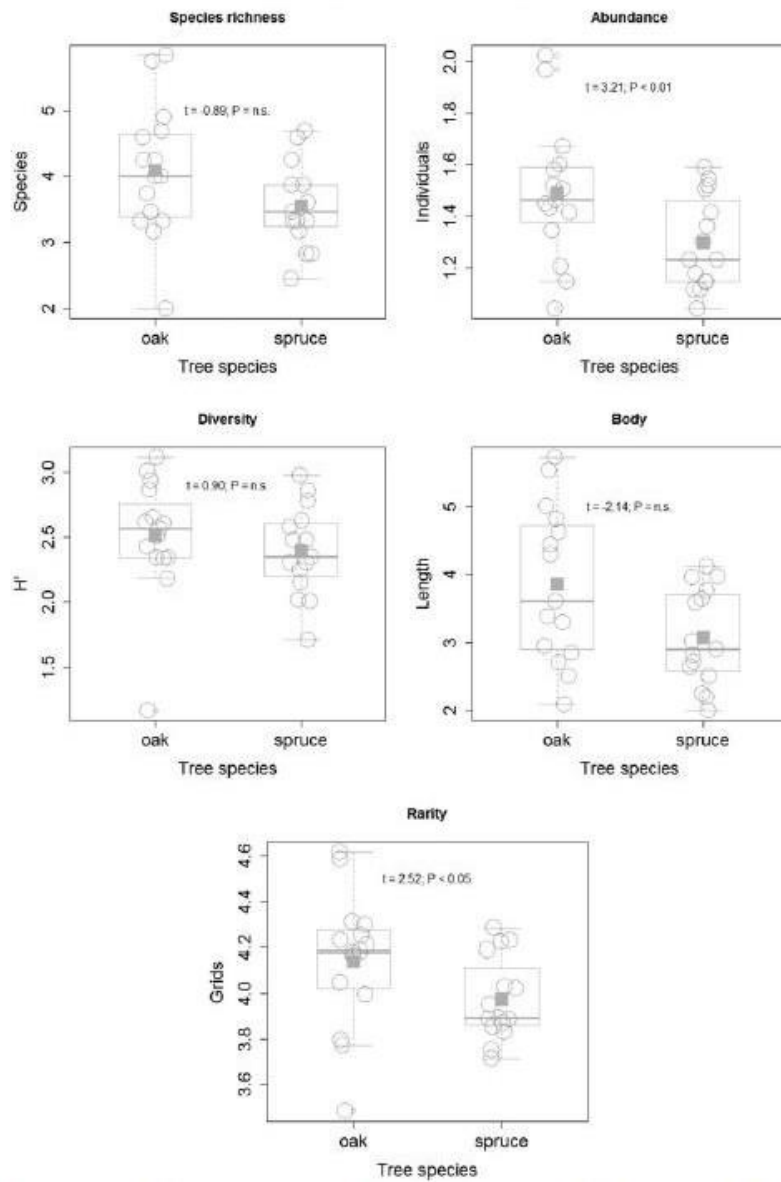 Species richness
t = -0.89; P = n.s.
Species
5
4
3
2
oak
spruce
Tree species
Abundance
t = 3.21; P < 0.01
Individuals
2.0
1.8
1.6
1.4
1.2
oak
spruce
Tree species
Diversity
t = 0.90; P = n.s.
H'
3.0
2.5
2.0
1.5
oak
spruce
Tree species
Body
t = -2.14; P = n.s.
Length
5
4
3
2
oak
spruce
Tree species
Rarity
t = 2.52; P < 0.05
Grids
4.6
4.4
4.2
4.0
3.8
3.6
oak
spruce
Tree species